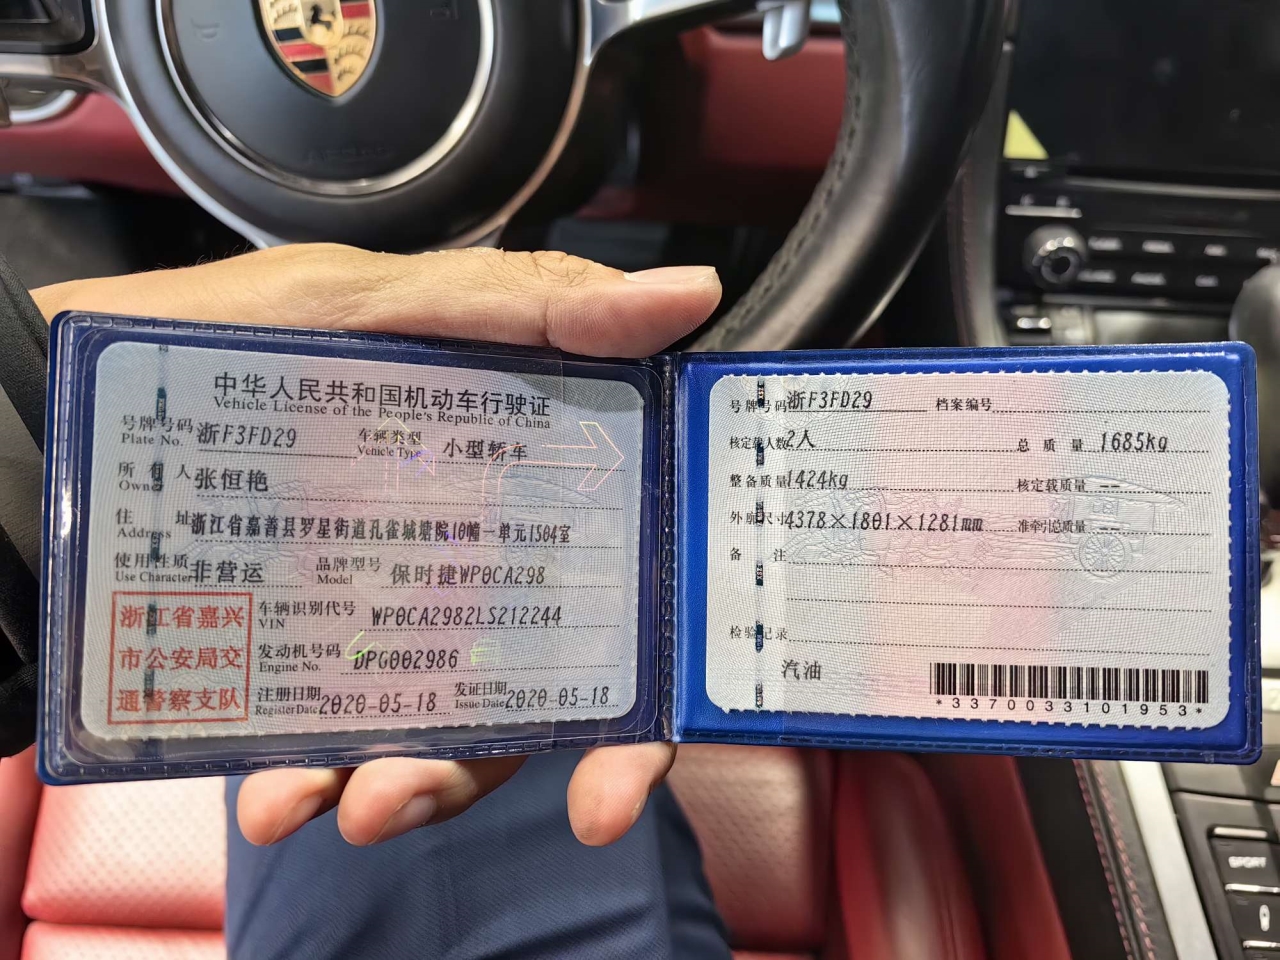 中华人民共和国机动车行驶证
Vehicle License of the People's Republic of China
号牌号码 浙F3FD29 车辆类型 小型轿车
Plate No. Vehicle Type
所有人 张恒艳
Owner
住址 浙江省嘉善县罗星街道孔雀城塘院10幢一单元1504室
Address
使用性质 非营运 品牌型号 保时捷WP0CA298
Use Character Model
浙江省嘉兴
市公安局交
通警察支队
车辆识别代号 WP0CA2982LS212244
VIN
发动机号码 DPG002986
Engine No.
注册日期 2020-05-18 发证日期 2020-05-18
Register Date Issue Date
号牌号码 浙F3FD29 档案编号
核定载人数 2人 总质量 1685kg
整备质量 1424kg 核定载质量 --
外廓尺寸 4378×1801×1281mm 准牵引总质量 --
备注
检验记录
汽油
*3370033101953*
SPORT